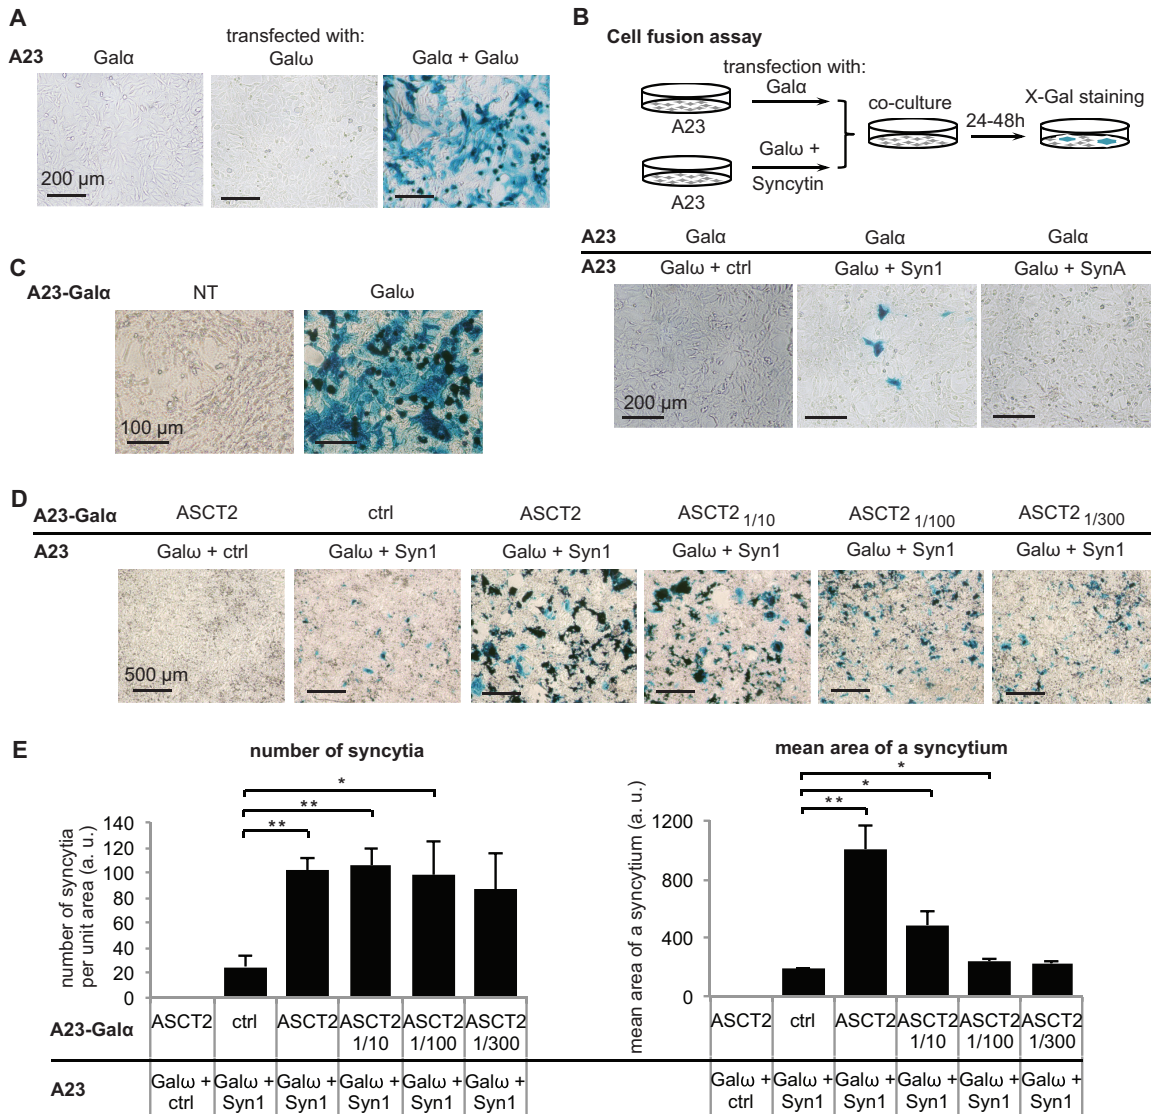 A
transfected with:
A23 Galα Galω Galα + Galω
200 µm
B
Cell fusion assay
transfection with:
Galα
A23
co-culture
24-48h
X-Gal staining
Galω +
Syncytin
A23
A23 Galα Galα Galα
A23 Galω + ctrl Galω + Syn1 Galω + SynA
200 µm
C
A23-Galα NT Galω
100 µm
D
A23-Galα ASCT2 ctrl ASCT2 ASCT2 1/10 ASCT2 1/100 ASCT2 1/300
A23 Galω + ctrl Galω + Syn1 Galω + Syn1 Galω + Syn1 Galω + Syn1 Galω + Syn1
500 µm
E
number of syncytia
*
**
**
number of syncytia
per unit area (a. u.)
140
120
100
80
60
40
20
0
A23-Galα ASCT2 ctrl ASCT2 ASCT2 ASCT2 ASCT2
1/10 1/100 1/300
A23 Galω + Galω + Galω + Galω + Galω + Galω +
ctrl Syn1 Syn1 Syn1 Syn1 Syn1
mean area of a syncytium
*
*
**
mean area of a syncytium (a. u.)
1200
800
400
0
ASCT2 ctrl ASCT2 ASCT2 ASCT2 ASCT2
1/10 1/100 1/300
Galω + Galω + Galω + Galω + Galω + Galω +
ctrl Syn1 Syn1 Syn1 Syn1 Syn1